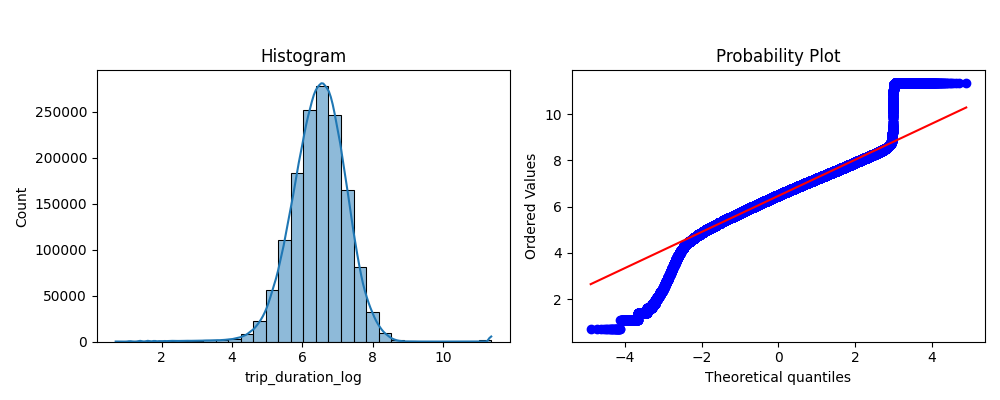 Histogram
Count
250000
200000
150000
100000
50000
0
2 4 6 8 10
trip_duration_log
Probability Plot
Ordered Values
10
8
6
4
2
−4 −2 0 2 4
Theoretical quantiles